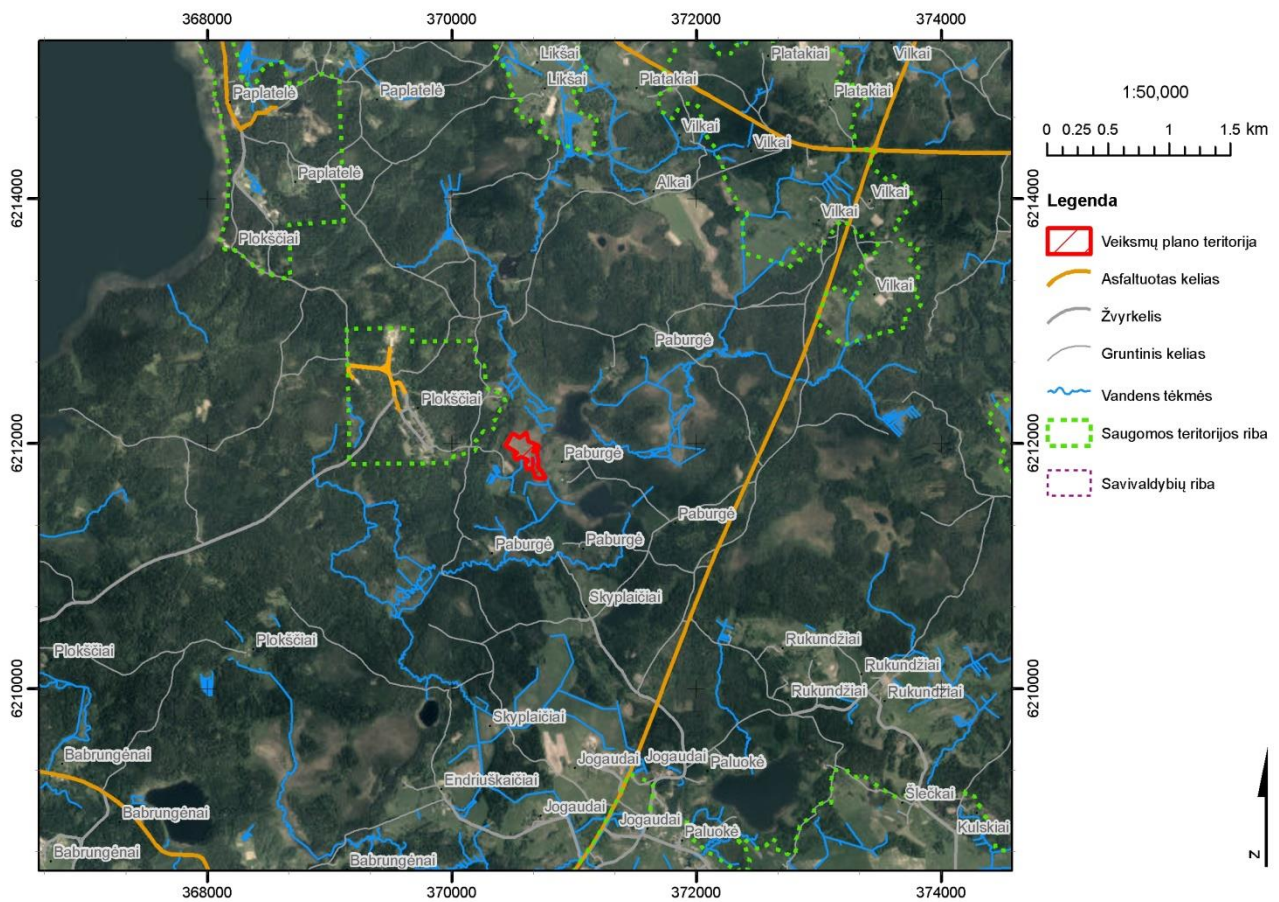 368000 370000 372000 374000
Likšai Platakiai Vilkai
Likšai Platakiai
Paplatelė Paplatelė Platakiai
Vilkai
Vilkai
6214000 Paplatelė Alkai Vilkai 6214000
Vilkai
Plokščiai
Vilkai
Paburgė
Plokščiai
6212000 Paburgė 6212000
Paburgė
Paburgė Paburgė
Skyplaičiai
Plokščiai Rukundžiai
Plokščiai Rukundžiai
6210000 Rukundžiai Rukundžiai 6210000
Skyplaičiai
Babrungėnai Jogaudai Jogaudai Paluokė
Endriuškaičiai Šlečkai
Babrungėnai Jogaudai Jogaudai Paluokė Kulskiai
Babrungėnai Babrungėnai
368000 370000 372000 374000
1:50,000
0 0.25 0.5 1 1.5 km
Legenda
Veiksmų plano teritorija
Asfaltuotas kelias
Žvyrkelis
Gruntinis kelias
Vandens tėkmės
Saugomos teritorijos riba
Savivaldybių riba
Z